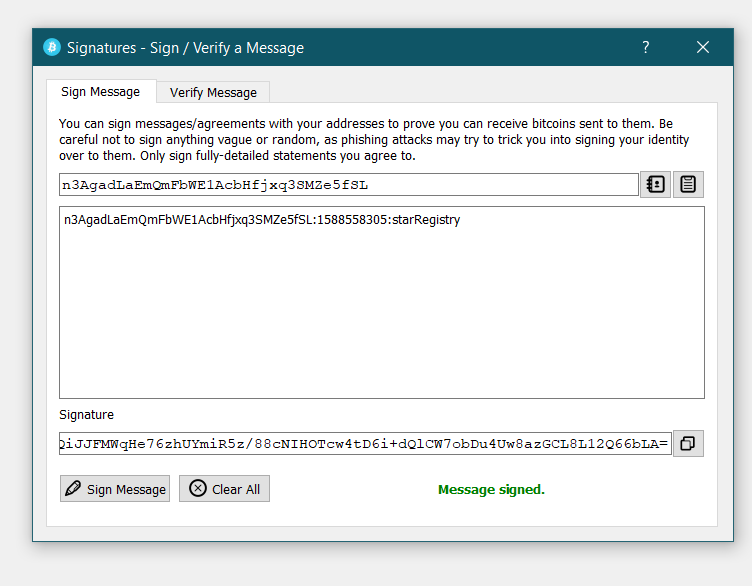 Signatures - Sign / Verify a Message
Sign Message
Verify Message
You can sign messages/agreements with your addresses to prove you can receive bitcoins sent to them. Be
careful not to sign anything vague or random, as phishing attacks may try to trick you into signing your identity
over to them. Only sign fully-detailed statements you agree to.
n3AgadLaEmQmFbWE1AcbHfjxq3SMZe5fSL
n3AgadLaEmQmFbWE1AcbHfjxq3SMZe5fSL:1588558305:starRegistry
Signature
QiJJFMWqHe76zhUYmiR5z/88cNIHOTcw4tD6i+dQlCW7obDu4Uw8azGCL8L12Q66bLA=
Sign Message
Clear All
Message signed.